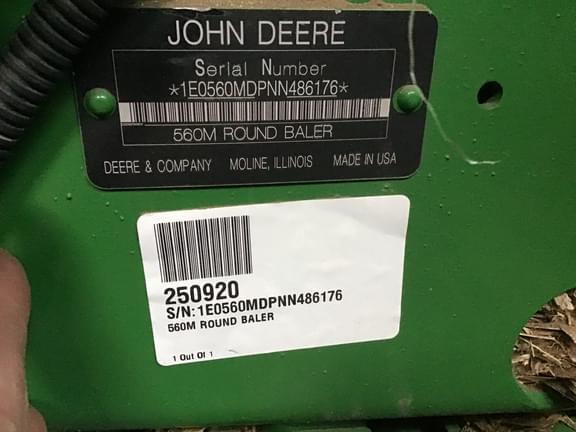 JOHN DEERE
Serial Number
*1E0560MDPNN486176*
560M ROUND BALER
DEERE & COMPANY MOLINE, ILLINOIS MADE IN USA
250920
S/N: 1E0560MDPNN486176
560M ROUND BALER
1 Out Of 1